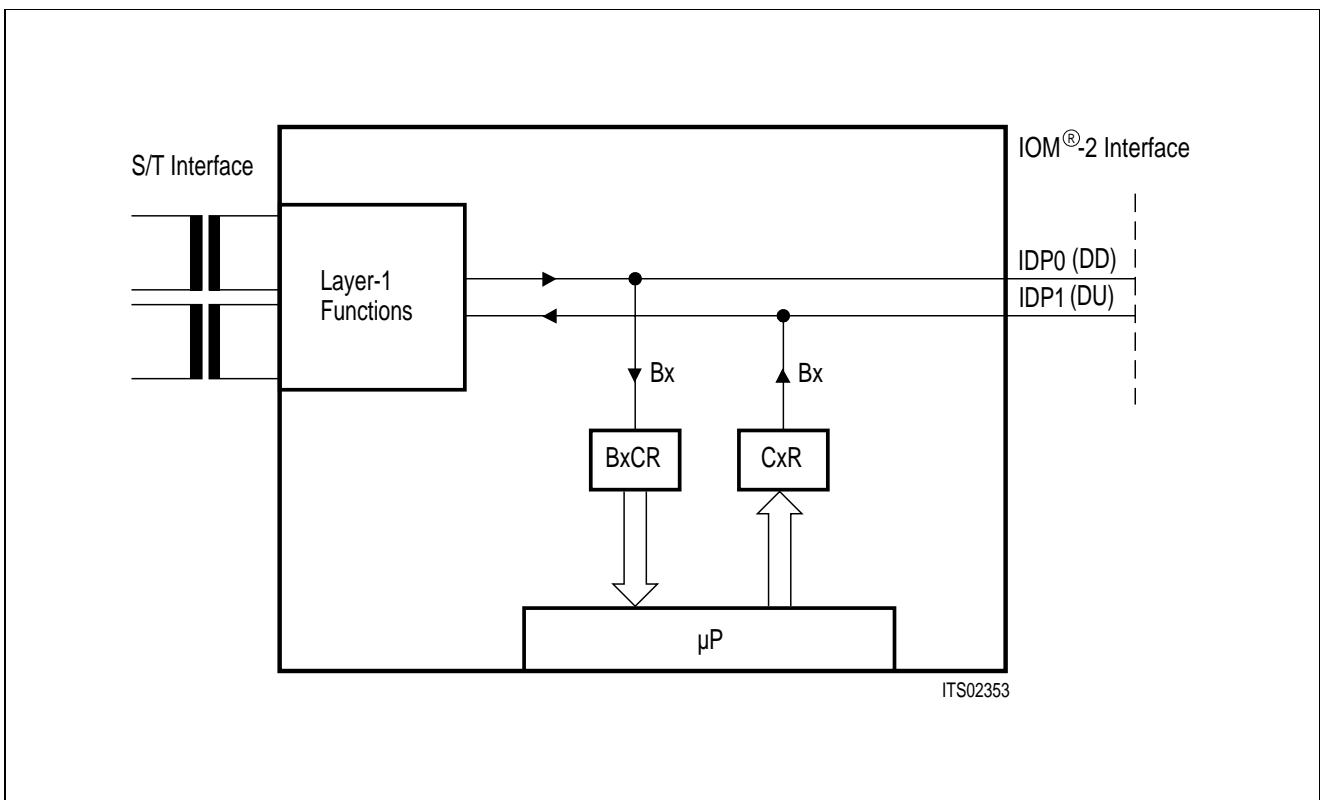 S/T Interface
IOM®-2 Interface
Layer-1
Functions
IDP0 (DD)
IDP1 (DU)
Bx
Bx
BxCR
CxR
µP
ITS02353